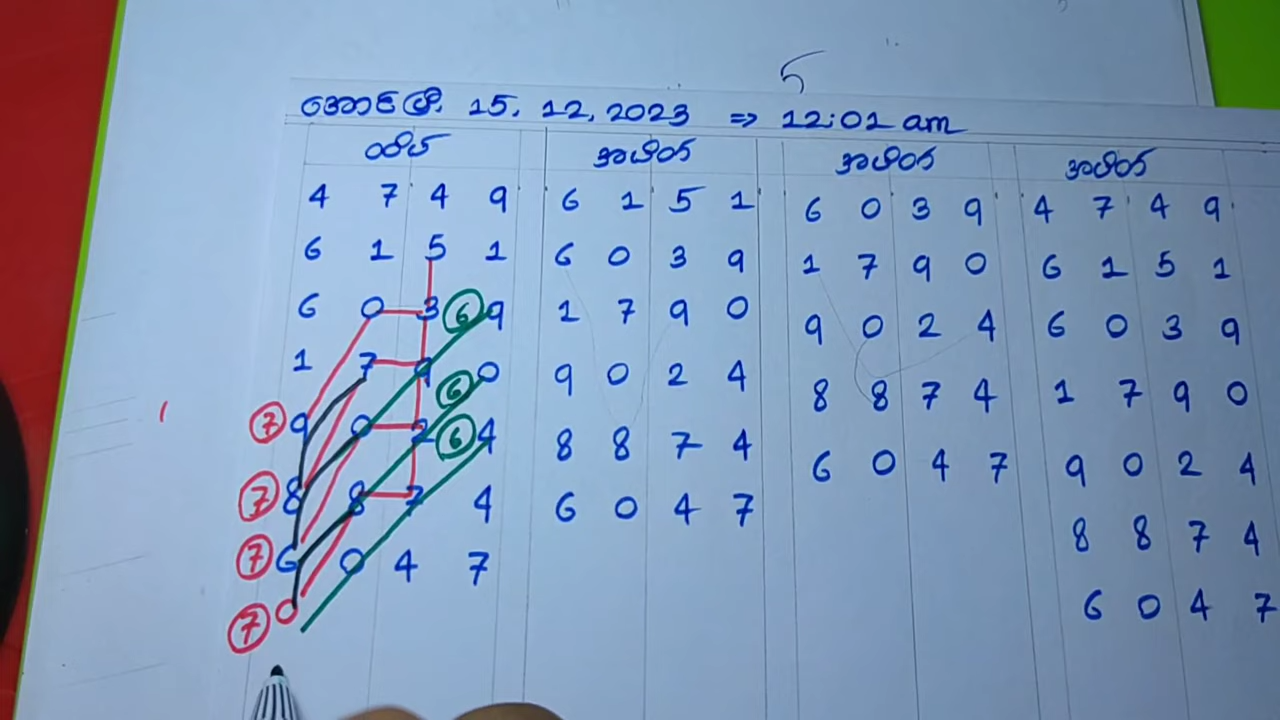 5
15, 12, 2023 ⇒ 12:01 am
4 7 4 9 6 1 5 1 6 0 3 9 4 7 4 9
6 1 5 1 6 0 3 9 1 7 9 0 6 1 5 1
6 0 3 6 9 1 7 9 0 9 0 2 4 6 0 3 9
1 7 9 6 0 9 0 2 4 8 8 7 4 1 7 9 0
7 9 0 2 6 4 8 8 7 4 6 0 4 7 9 0 2 4
7 8 8 7 4 6 0 4 7 8 8 7 4
7 6 0 4 7 6 0 4 7
7 0